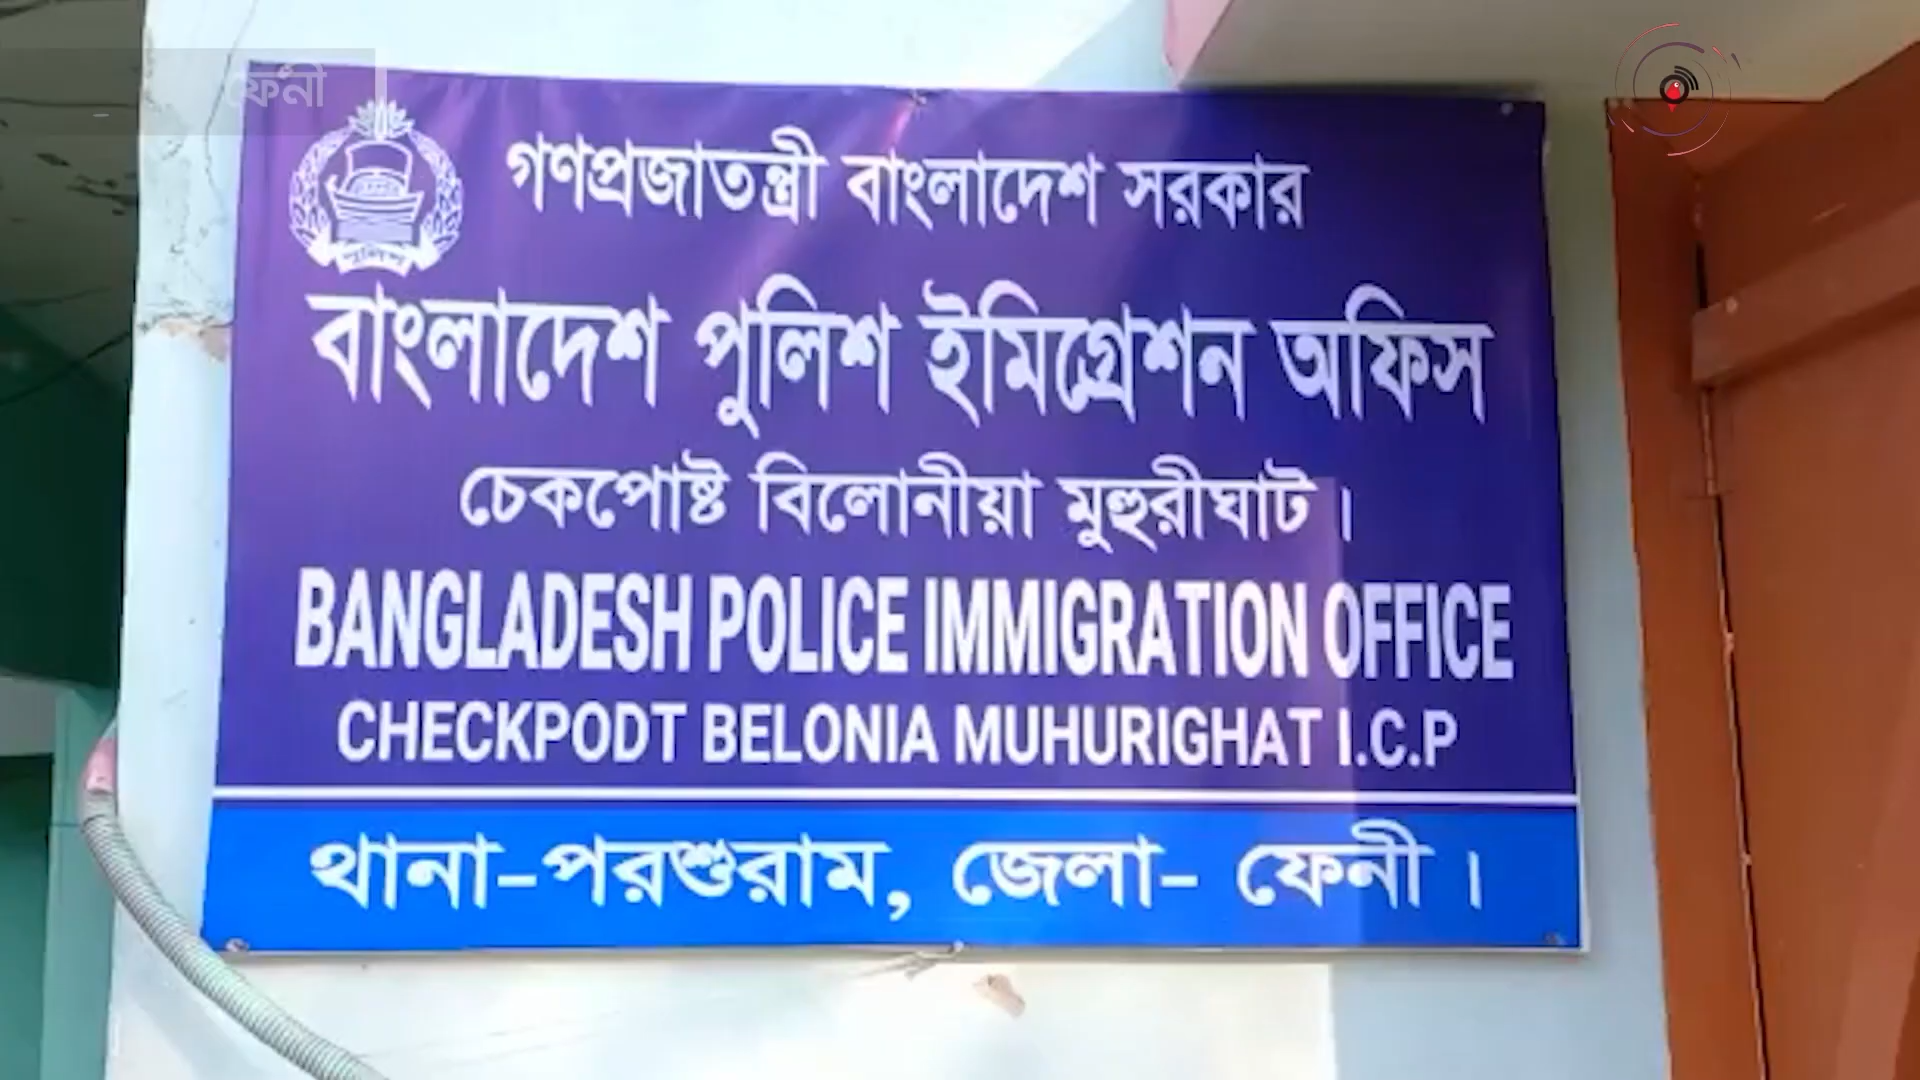 ফেনী
গণপ্রজাতন্ত্রী বাংলাদেশ সরকার
পুলিশ
বাংলাদেশ পুলিশ ইমিগ্রেশন অফিস
চেকপোষ্ট বিলোনীয়া মুহুরীঘাট ।
BANGLADESH POLICE IMMIGRATION OFFICE
CHECKPODT BELONIA MUHURIGHAT I.C.P
থানা-পরশুরাম, জেলা- ফেনী ।